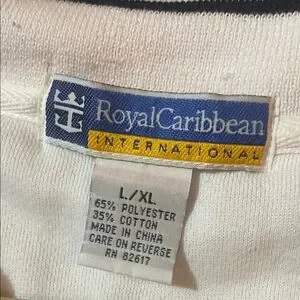 RoyalCaribbean
INTERNATIONAL
L/XL
65% POLYESTER
35% COTTON
MADE IN CHINA
CARE ON REVERSE
RN 82617